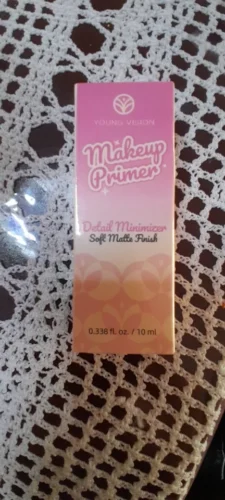 YOUNG VISION
Makeup
Primer
Detail Minimizer
Soft Matte Finish
0.338 fl. oz. / 10 ml